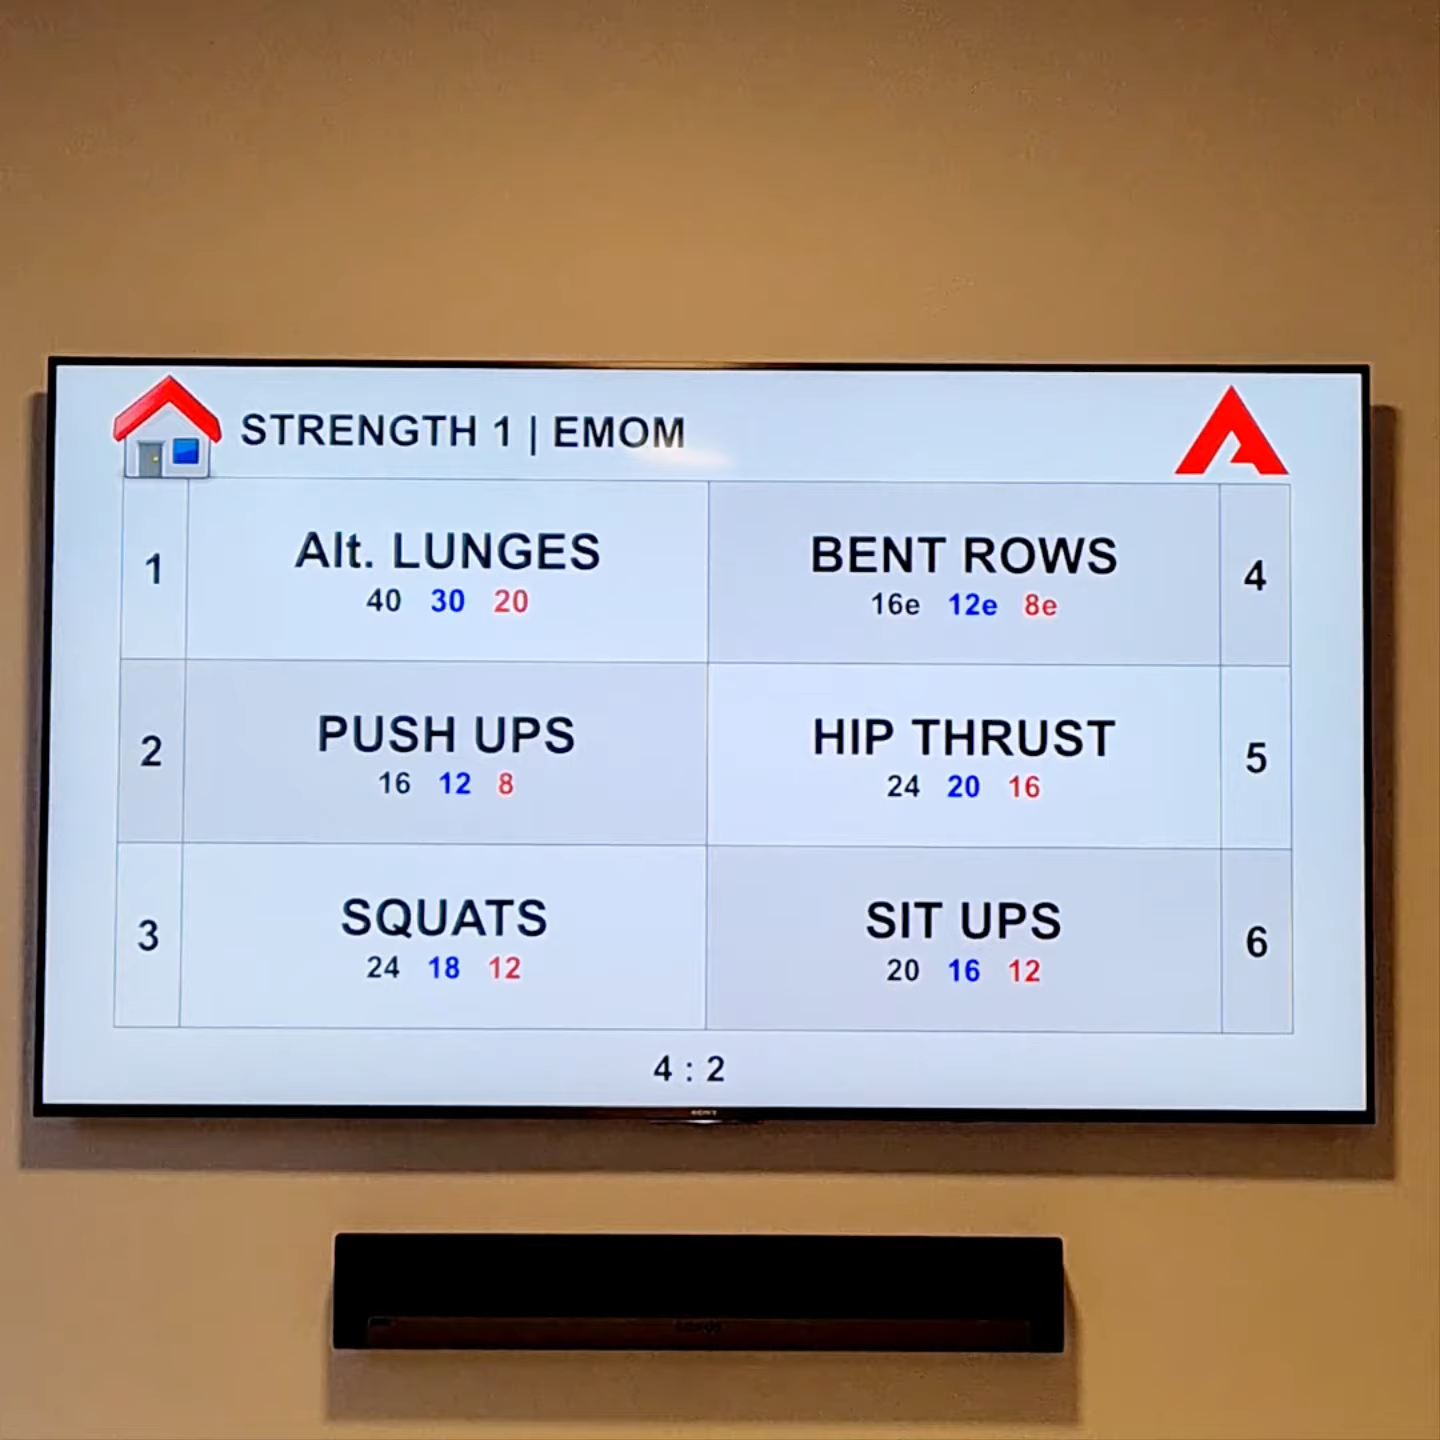 STRENGTH 1 | EMOM
1
Alt. LUNGES
40 30 20
BENT ROWS
16e 12e 8e
4
2
PUSH UPS
16 12 8
HIP THRUST
24 20 16
5
3
SQUATS
24 18 12
SIT UPS
20 16 12
6
4 : 2
SONY